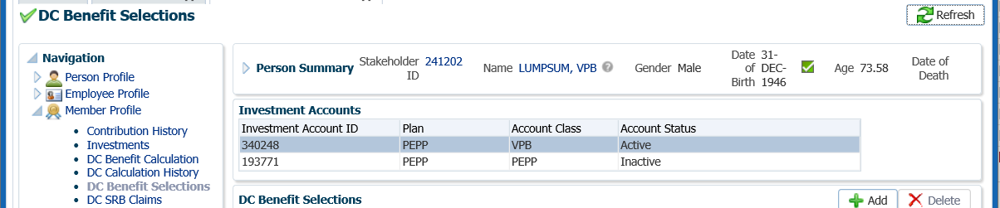 DC Benefit Selections
Refresh
Navigation
Person Profile
Employee Profile
Member Profile
Contribution History
Investments
DC Benefit Calculation
DC Calculation History
DC Benefit Selections
DC SRB Claims
Person Summary Stakeholder ID 241202 Name LUMPSUM, VPB Gender Male Date of Birth 31-DEC-1946 Age 73.58 Date of Death
Investment Accounts
Investment Account ID Plan Account Class Account Status
340248 PEPP VPB Active
193771 PEPP PEPP Inactive
DC Benefit Selections Add Delete